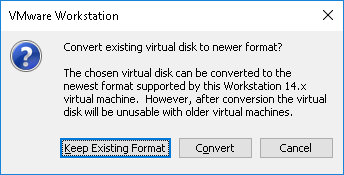 VMware Workstation
Convert existing virtual disk to newer format?
The chosen virtual disk can be converted to the
newest format supported by this Workstation 14.x
virtual machine.  However, after conversion the virtual
disk will be unusable with older virtual machines.
Keep Existing Format
Convert
Cancel